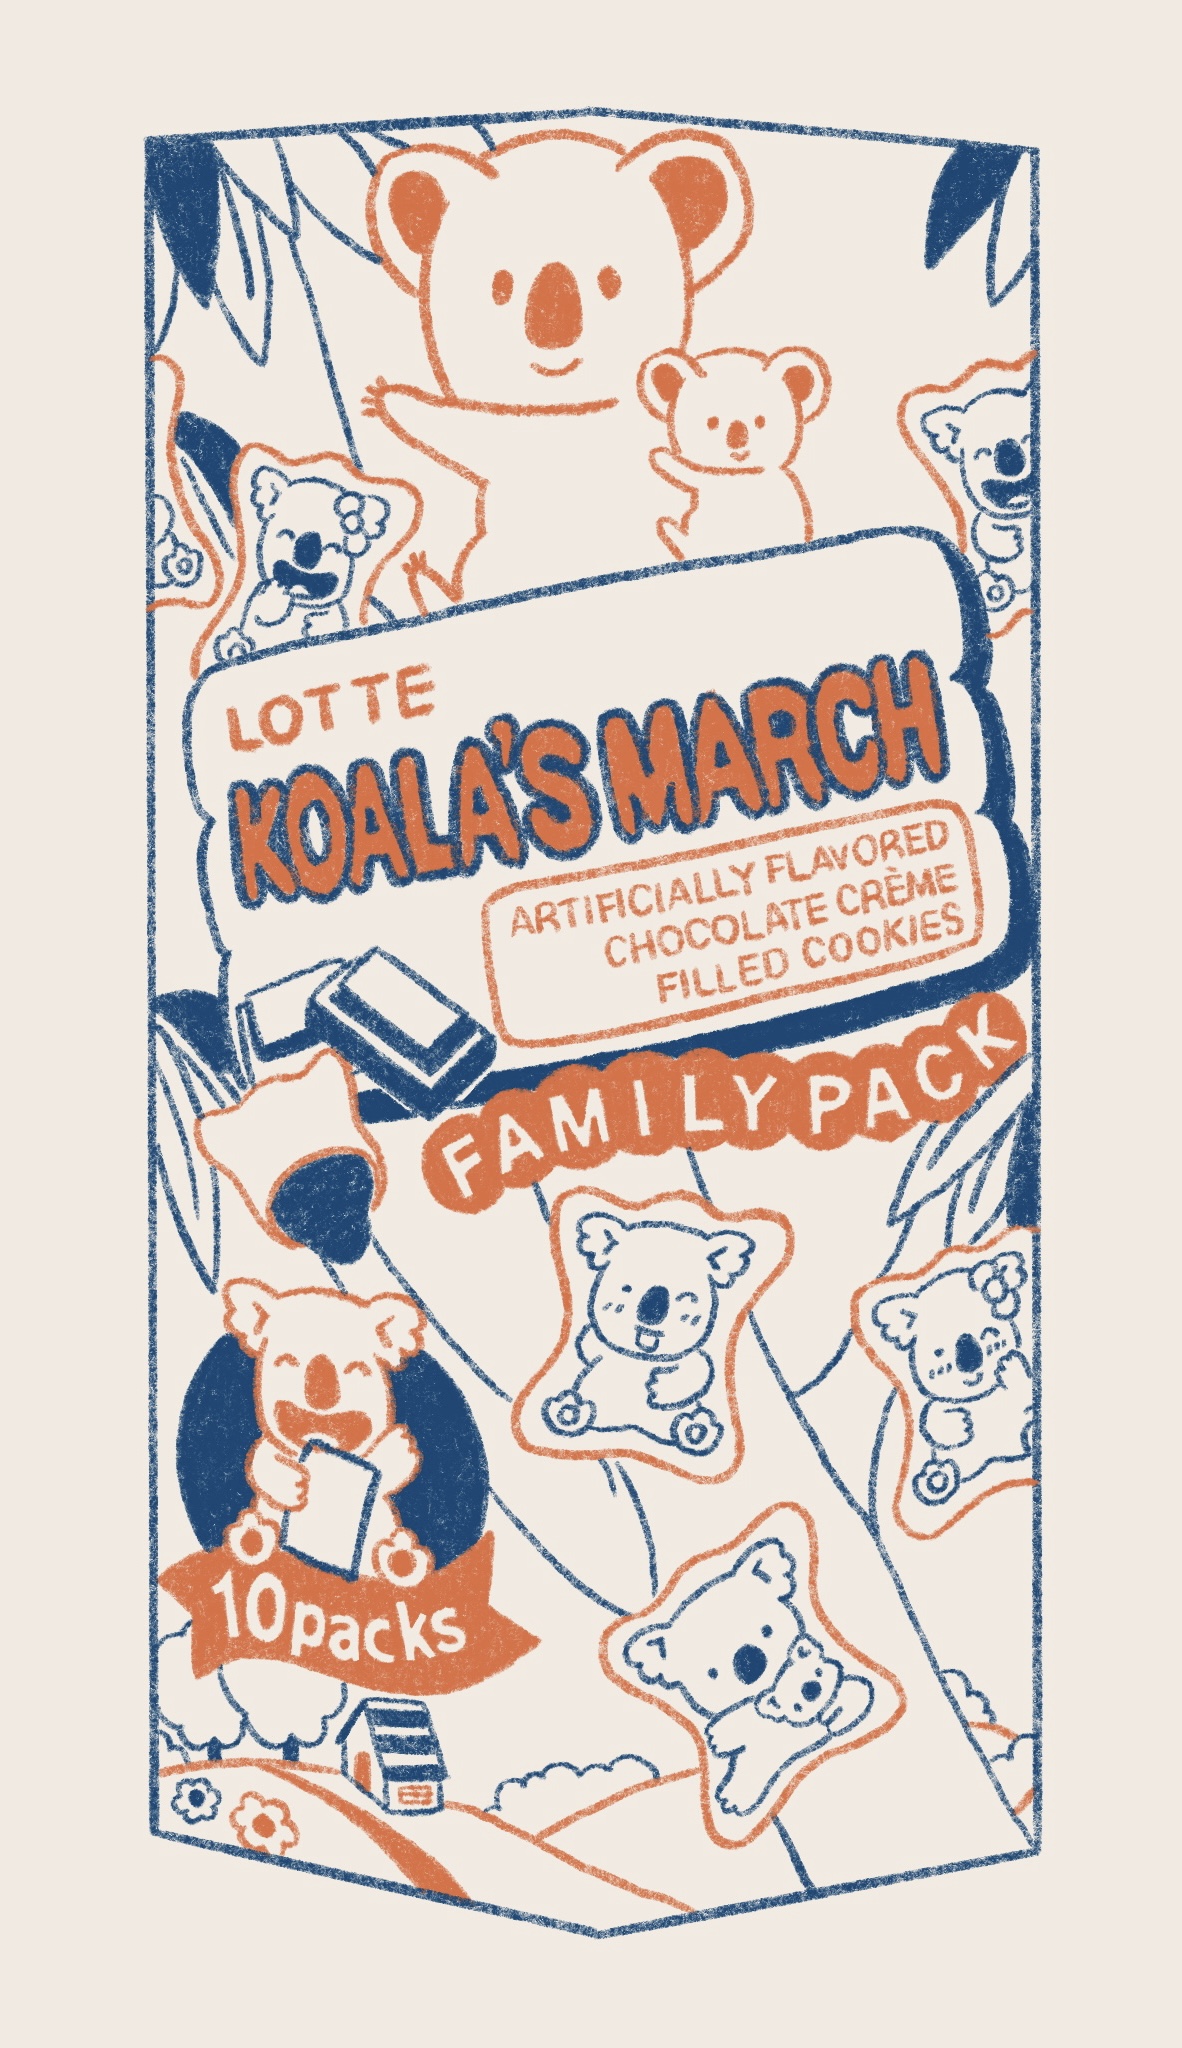 LOTTE
KOALA'S MARCH
ARTIFICIALLY FLAVORED
CHOCOLATE CRÈME
FILLED COOKIES
FAMILY PACK
10packs